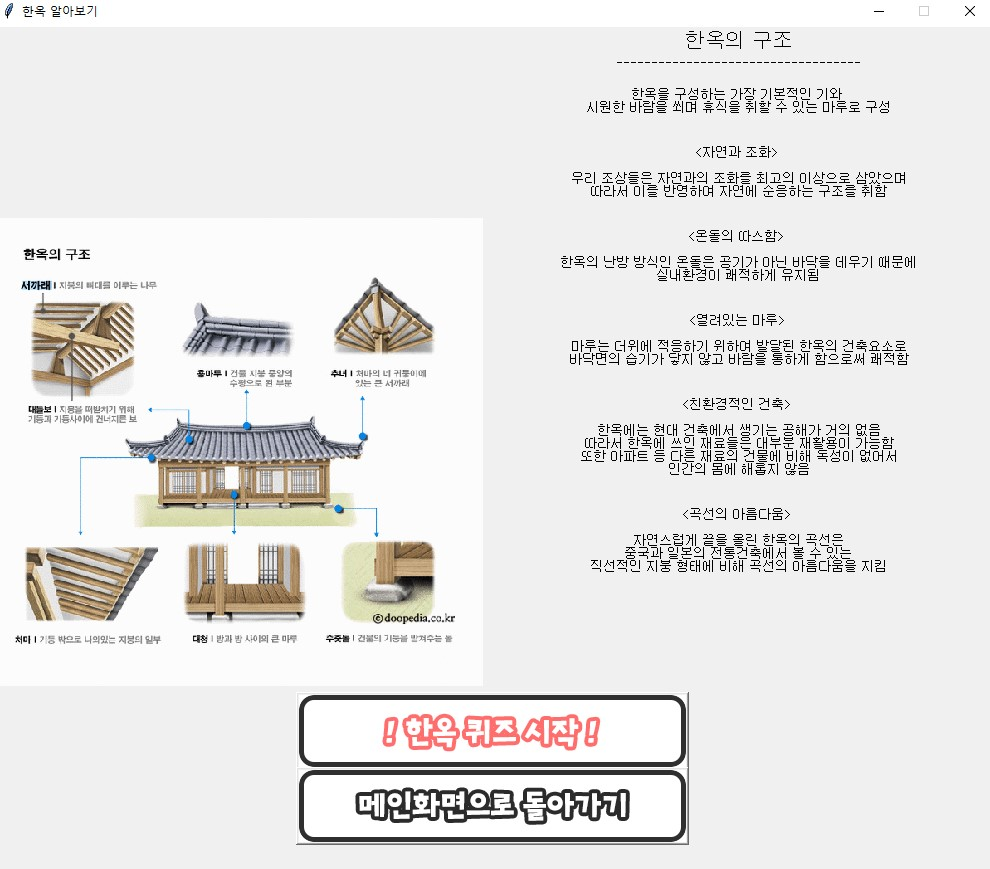 한옥 알아보기
한옥의 구조
-----------------------------------
한옥을 구성하는 가장 기본적인 기와
시원한 바람을 쐬며 휴식을 취할 수 있는 마루로 구성
<자연과 조화>
우리 조상들은 자연과의 조화를 최고의 이상으로 삼았으며
따라서 이를 반영하여 자연에 순응하는 구조를 취함
<온돌의 따스함>
한옥의 난방 방식인 온돌은 공기가 아닌 바닥을 데우기 때문에
실내환경이 쾌적하게 유지됨
<열려있는 마루>
마루는 더위에 적응하기 위하여 발달된 한옥의 건축요소로
바닥면의 습기가 닿지 않고 바람을 통하게 함으로써 쾌적함
<친환경적인 건축>
한옥에는 현대 건축에서 생기는 공해가 거의 없음
따라서 한옥에 쓰인 재료들은 대부분 재활용이 가능함
또한 아파트 등 다른 재료의 건물에 비해 독성이 없어서
인간의 몸에 해롭지 않음
<곡선의 아름다움>
자연스럽게 끝을 올린 한옥의 곡선은
중국과 일본의 전통건축에서 볼 수 있는
직선적인 지붕 형태에 비해 곡선의 아름다움을 지킴
한옥의 구조
서까래 | 지붕의 뼈대를 이루는 나무
용마루 | 건물 지붕 중앙의
수평으로 된 부분
추녀 | 처마의 네 귀퉁이에
있는 큰 서까래
대들보 | 지붕을 떠받치기 위해
기둥과 기둥사이에 건너지른 보
ⓒdoopedia.co.kr
처마 | 기둥 밖으로 나와있는 지붕의 일부
대청 | 방과 방 사이의 큰 마루
주춧돌 | 건물의 기둥을 받쳐주는 돌
! 한옥 퀴즈 시작 !
메인화면으로 돌아가기